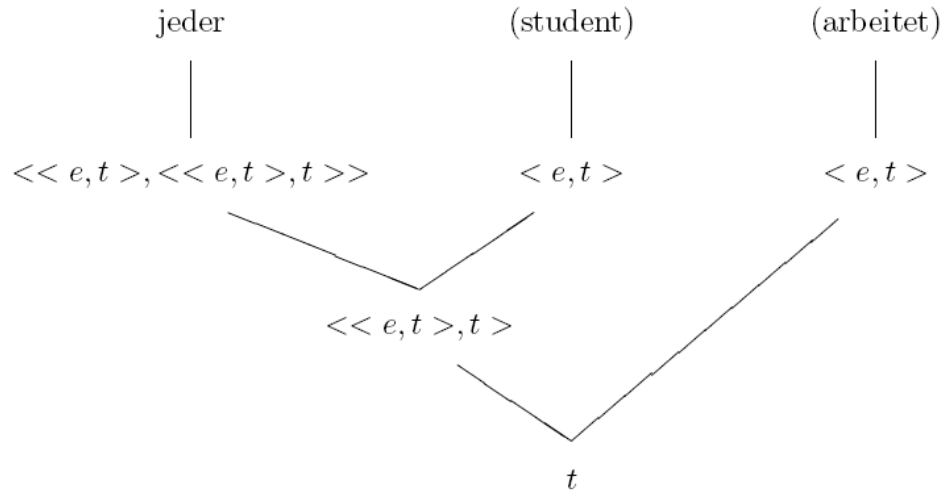 jeder (student) (arbeitet)
<< e, t >, << e, t >, t >> < e, t > < e, t >
<< e, t >, t >
t